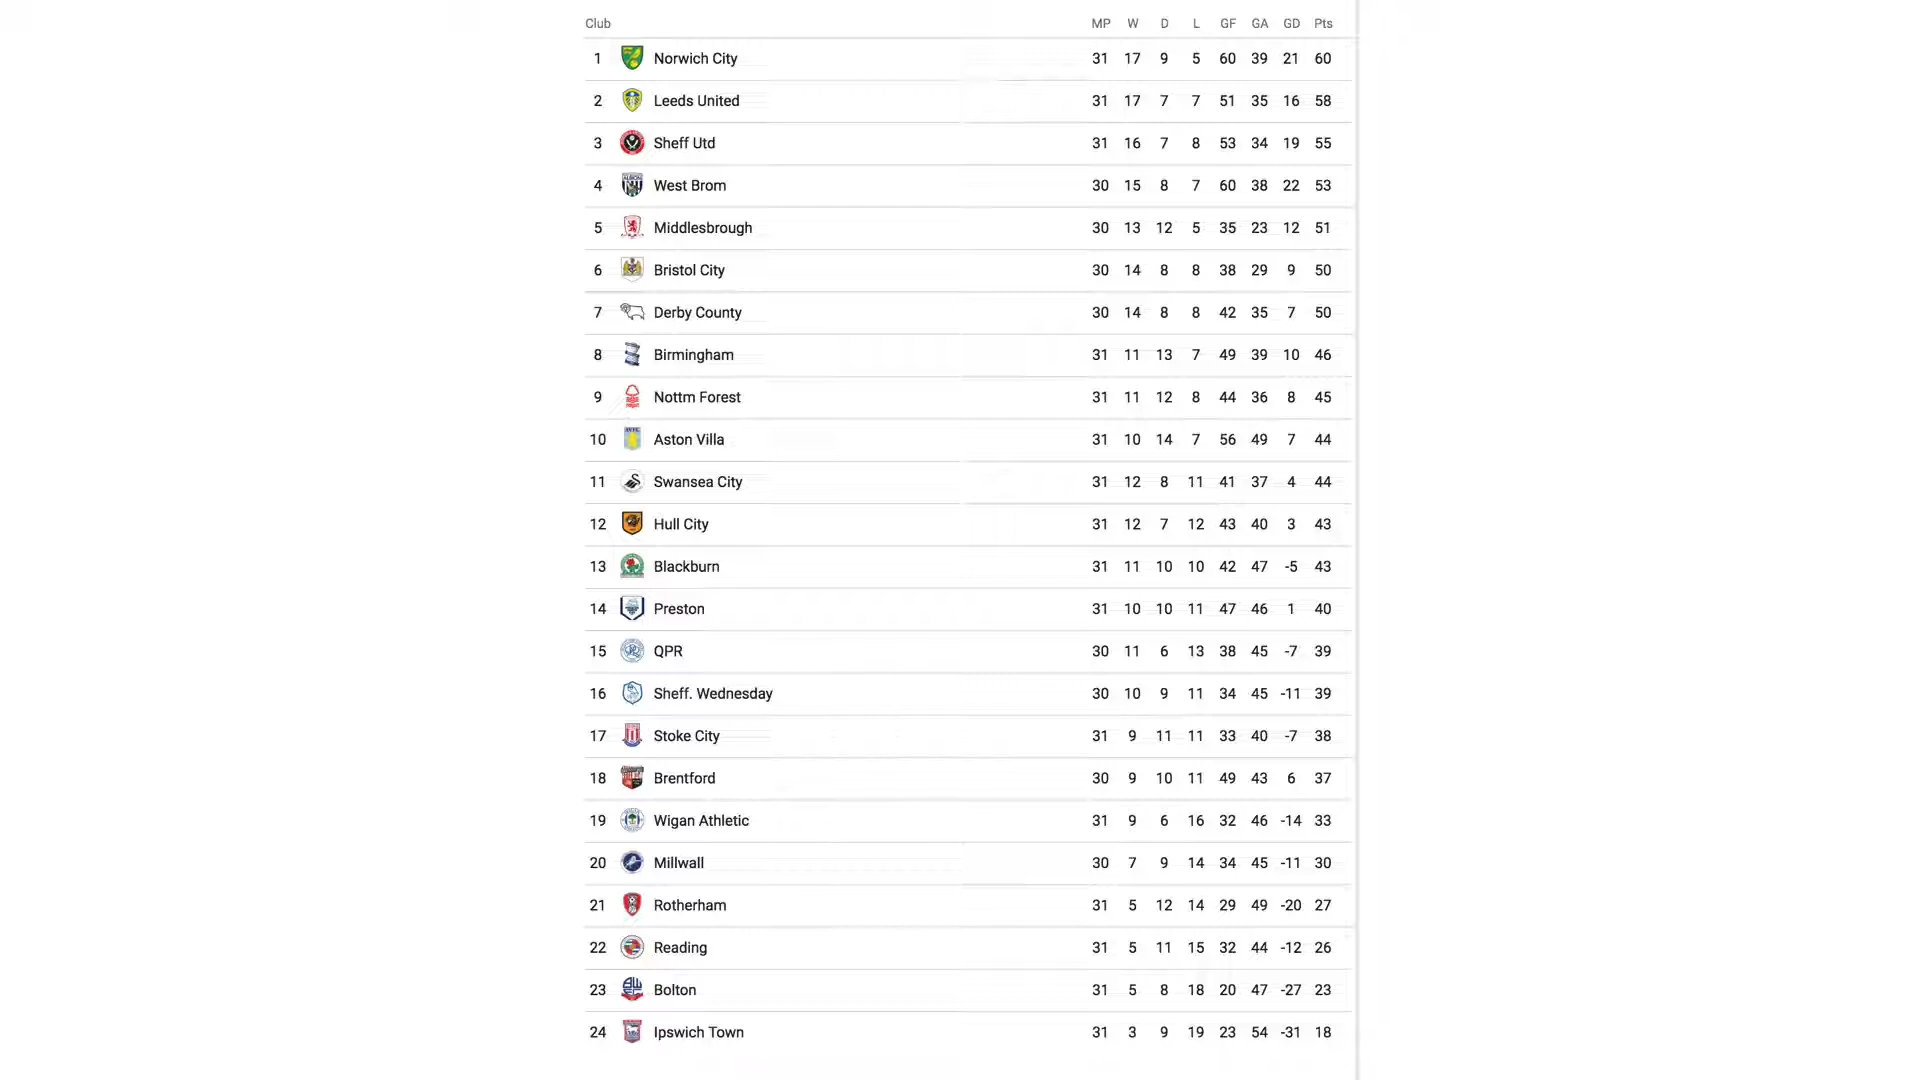 Club MP W D L GF GA GD Pts
1 Norwich City 31 17 9 5 60 39 21 60
2 Leeds United 31 17 7 7 51 35 16 58
3 Sheff Utd 31 16 7 8 53 34 19 55
4 West Brom 30 15 8 7 60 38 22 53
5 Middlesbrough 30 13 12 5 35 23 12 51
6 Bristol City 30 14 8 8 38 29 9 50
7 Derby County 30 14 8 8 42 35 7 50
8 Birmingham 31 11 13 7 49 39 10 46
9 Nottm Forest 31 11 12 8 44 36 8 45
10 Aston Villa 31 10 14 7 56 49 7 44
11 Swansea City 31 12 8 11 41 37 4 44
12 Hull City 31 12 7 12 43 40 3 43
13 Blackburn 31 11 10 10 42 47 -5 43
14 Preston 31 10 10 11 47 46 1 40
15 QPR 30 11 6 13 38 45 -7 39
16 Sheff. Wednesday 30 10 9 11 34 45 -11 39
17 Stoke City 31 9 11 11 33 40 -7 38
18 Brentford 30 9 10 11 49 43 6 37
19 Wigan Athletic 31 9 6 16 32 46 -14 33
20 Millwall 30 7 9 14 34 45 -11 30
21 Rotherham 31 5 12 14 29 49 -20 27
22 Reading 31 5 11 15 32 44 -12 26
23 Bolton 31 5 8 18 20 47 -27 23
24 Ipswich Town 31 3 9 19 23 54 -31 18